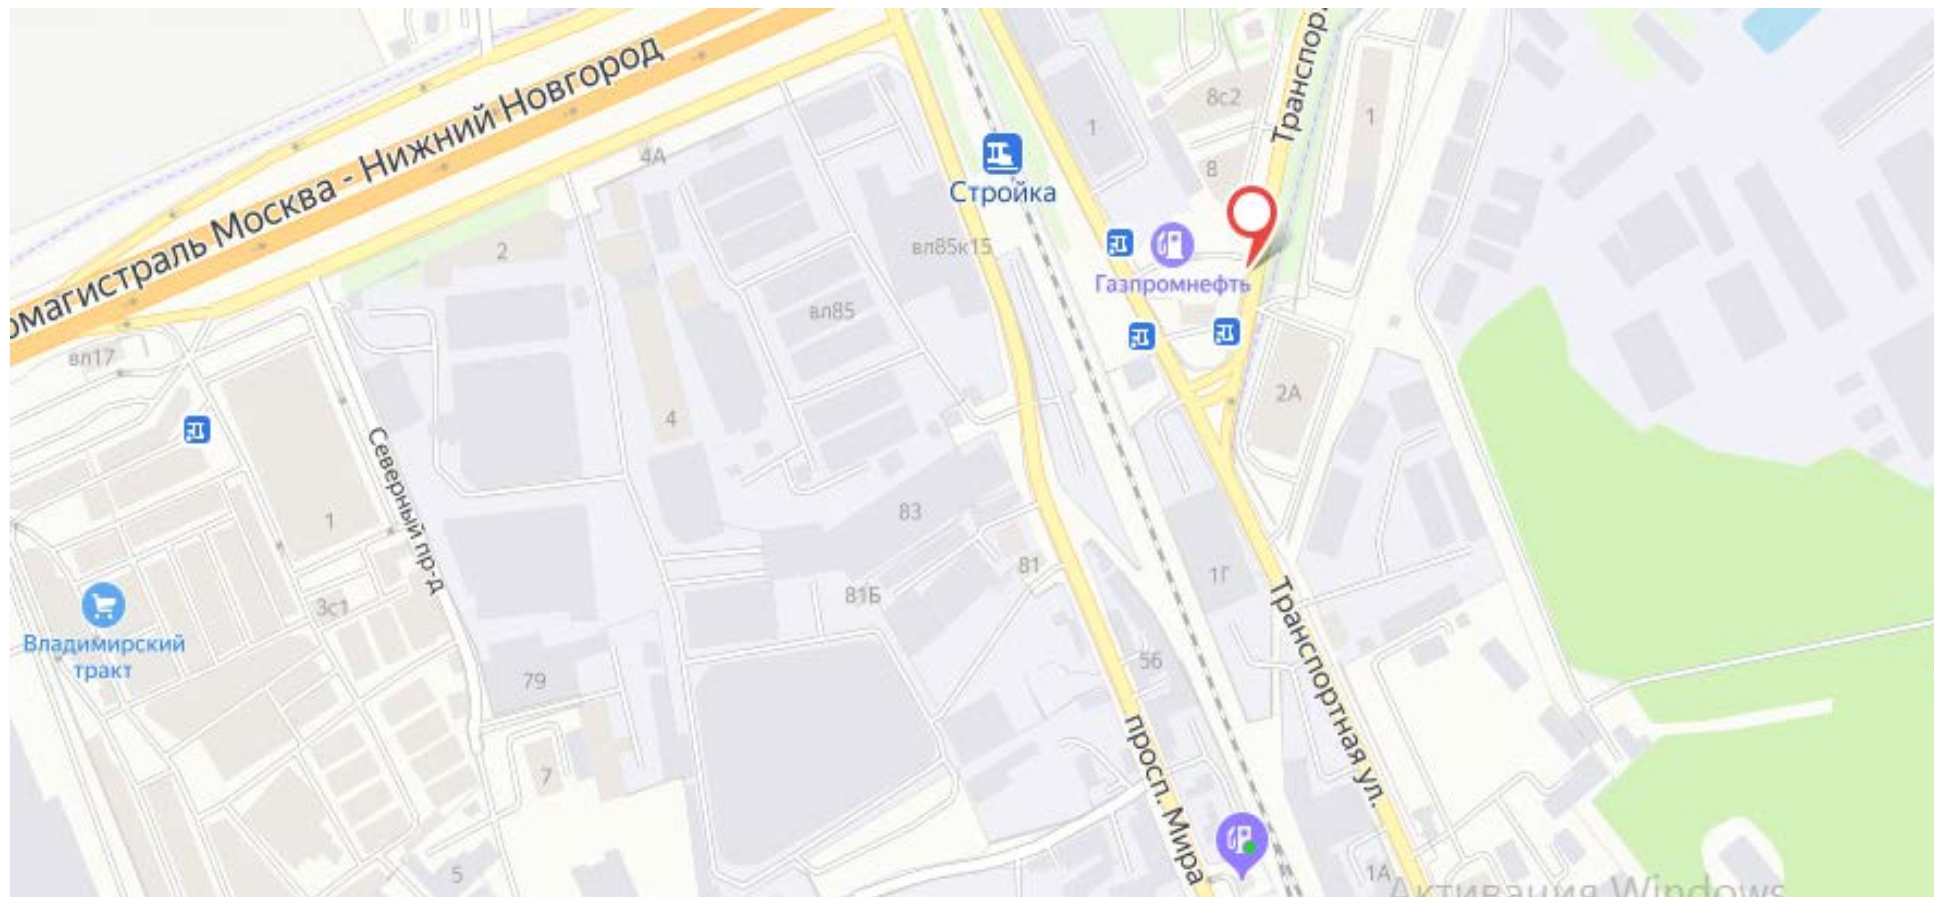 омагистраль Москва - Нижний Новгород
Транспор
8с2
1
1
4А
8
Стройка
2
вл85к15
Газпромнефть
вл85
вл17
2А
4
Северный пр-д
83
1
81
1Г
81Б
3с1
Владимирский
тракт
56
79
Транспортная ул.
7
просп. Мира
5
1А
Активация Windows